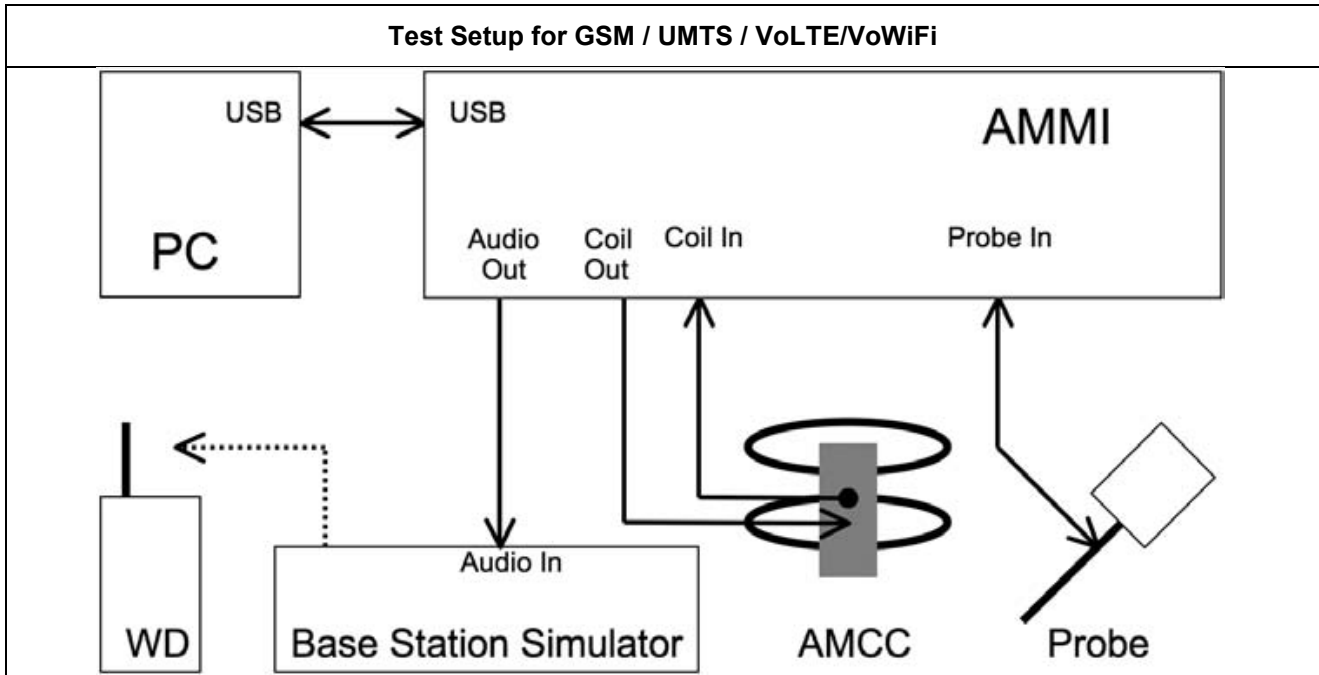 Test Setup for GSM / UMTS / VoLTE/VoWiFi
USB
USB
AMMI
PC
Audio
Out
Coil
Out
Coil In
Probe In
Audio In
WD
Base Station Simulator
AMCC
Probe